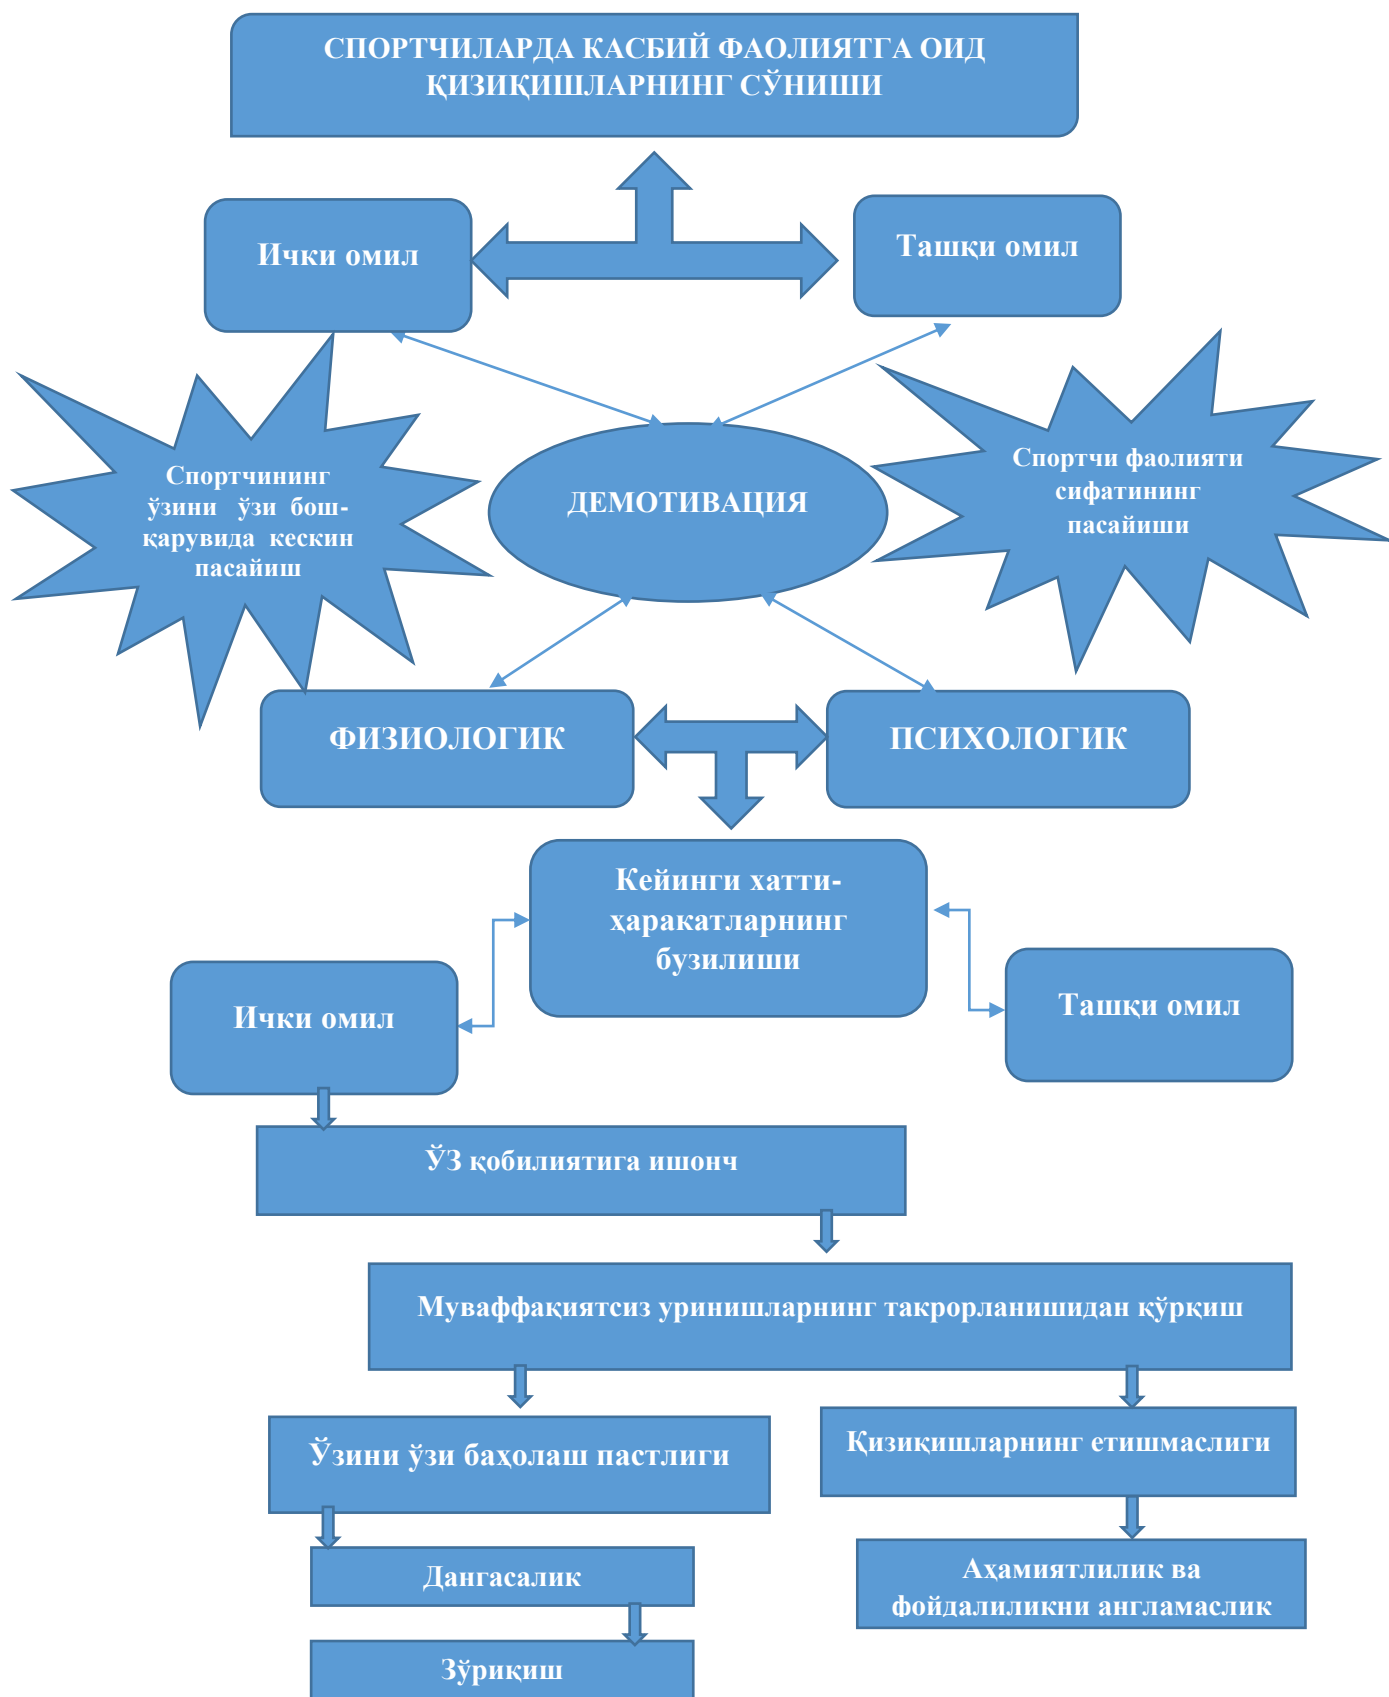 СПОРТЧИЛАРДА КАСБИЙ ФАОЛИЯТГА ОИД
ҚИЗИҚИШЛАРНИНГ СЎНИШИ
Ички омил
Ташқи омил
Спортчининг
ўзини ўзи бош-
қарувида кескин
пасайиш
ДЕМОТИВАЦИЯ
Спортчи фаолияти
сифатининг
пасайиши
ФИЗИОЛОГИК
ПСИХОЛОГИК
Кейинги хатти-
ҳаракатларнинг
бузилиши
Ички омил
Ташқи омил
ЎЗ қобилиятига ишонч
Муваффақиятсиз уринишларнинг такрорланишидан қўрқиш
Ўзини ўзи баҳолаш пастлиги
Қизиқишларнинг етишмаслиги
Дангасалик
Аҳамиятлилик ва
фойдалиликни англамаслик
Зўриқиш